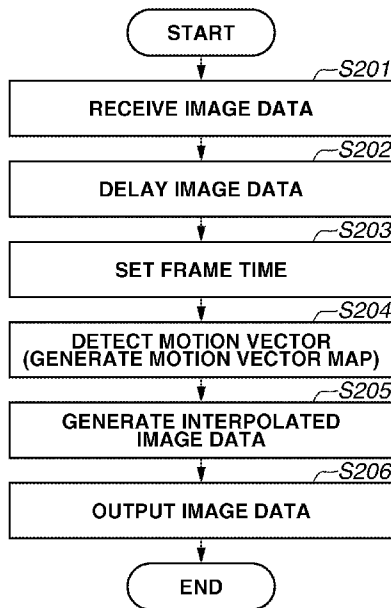 START
S201
RECEIVE IMAGE DATA
S202
DELAY IMAGE DATA
S203
SET FRAME TIME
S204
DETECT MOTION VECTOR
(GENERATE MOTION VECTOR MAP)
S205
GENERATE INTERPOLATED
IMAGE DATA
S206
OUTPUT IMAGE DATA
END